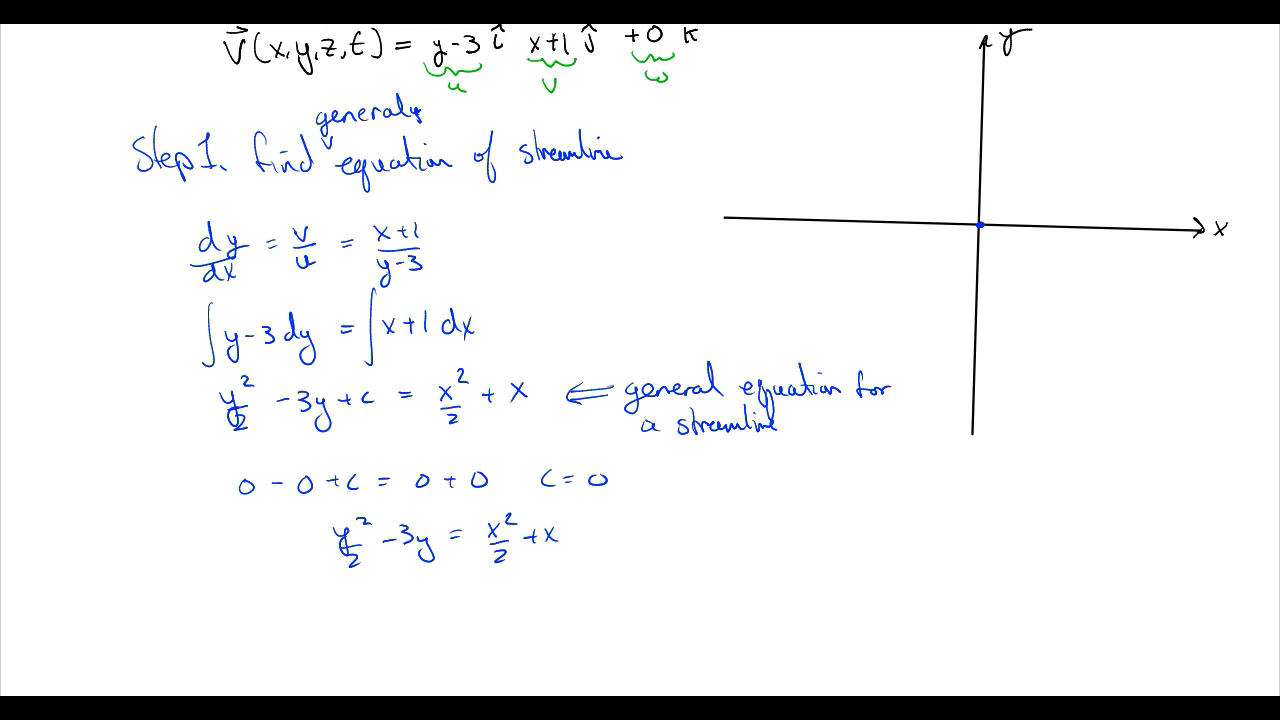 V⃗(x,y,z,t) = y-3 î x+1 ĵ +0 k
u v w
generaly
Step 1. find equation of streamline
y
x
dy/dx = v/u = x+1/y-3
∫y-3 dy = ∫x+1 dx
y²/2 -3y+c = x²/2 + x ⇐ general equation for
a streamline
0 - 0 +c = 0 + 0 c = 0
y²/2 -3y = x²/2 +x